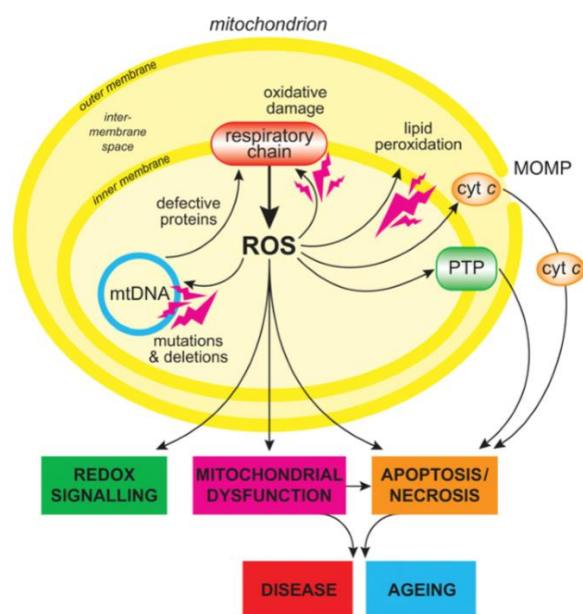 mitochondrion
outer membrane
inter-
membrane
space
inner membrane
oxidative
damage
respiratory
chain
lipid
peroxidation
MOMP
cyt c
defective
proteins
ROS
PTP
cyt c
mtDNA
mutations
& deletions
REDOX
SIGNALLING
MITOCHONDRIAL
DYSFUNCTION
APOPTOSIS/
NECROSIS
DISEASE
AGEING